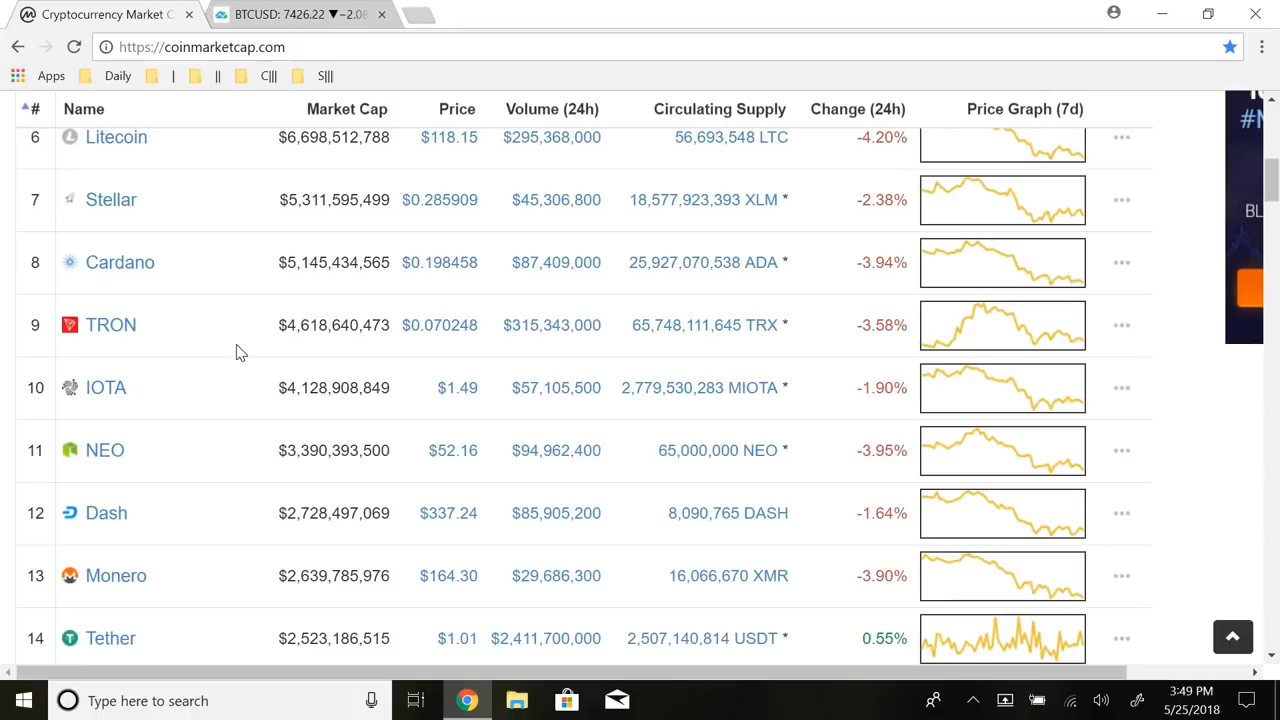 Cryptocurrency Market C
BTCUSD: 7426.22 ▼−2.08
https://coinmarketcap.com
Apps Daily | || C||| S|||
# Name Market Cap Price Volume (24h) Circulating Supply Change (24h) Price Graph (7d)
6 Litecoin $6,698,512,788 $118.15 $295,368,000 56,693,548 LTC -4.20%
7 Stellar $5,311,595,499 $0.285909 $45,306,800 18,577,923,393 XLM * -2.38%
8 Cardano $5,145,434,565 $0.198458 $87,409,000 25,927,070,538 ADA * -3.94%
9 TRON $4,618,640,473 $0.070248 $315,343,000 65,748,111,645 TRX * -3.58%
10 IOTA $4,128,908,849 $1.49 $57,105,500 2,779,530,283 MIOTA * -1.90%
11 NEO $3,390,393,500 $52.16 $94,962,400 65,000,000 NEO * -3.95%
12 Dash $2,728,497,069 $337.24 $85,905,200 8,090,765 DASH -1.64%
13 Monero $2,639,785,976 $164.30 $29,686,300 16,066,670 XMR -3.90%
14 Tether $2,523,186,515 $1.01 $2,411,700,000 2,507,140,814 USDT * 0.55%
BL
Type here to search
3:49 PM
5/25/2018